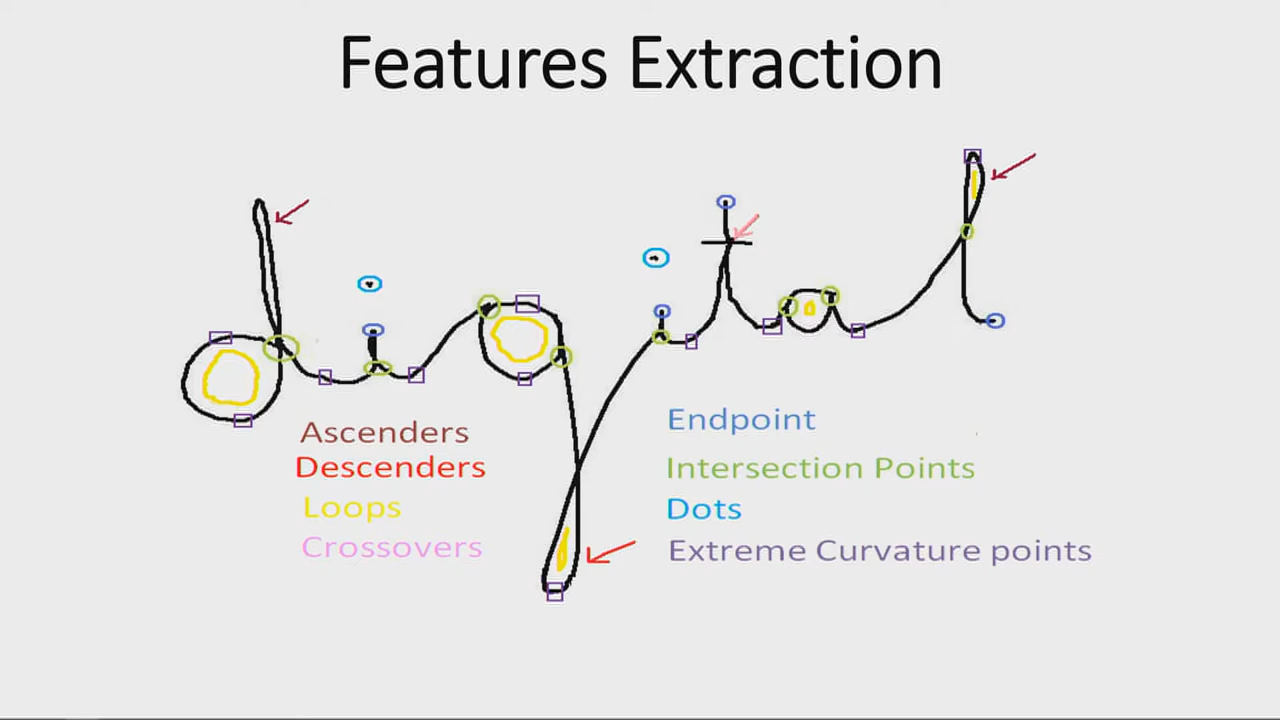 Features Extraction
digital
Ascenders
Descenders
Loops
Crossovers
Endpoint
Intersection Points
Dots
Extreme Curvature points